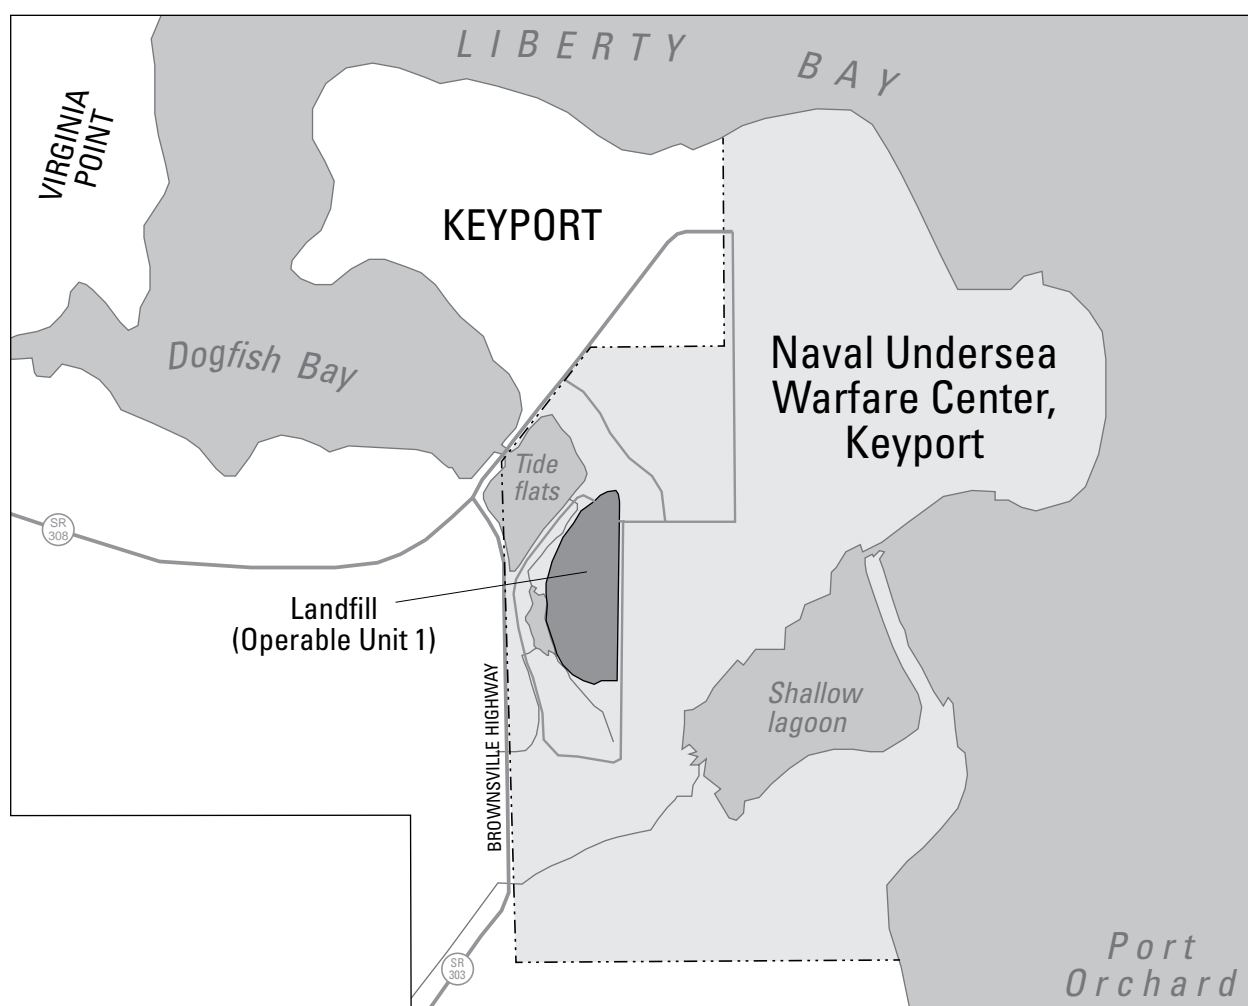 LIBERTY BAY
VIRGINIA
POINT
KEYPORT
Dogfish Bay
Naval Undersea
Warfare Center,
Keyport
Tide
flats
SR
308
Landfill
(Operable Unit 1)
BROWNSVILLE HIGHWAY
Shallow
lagoon
SR
303
Port
Orchard